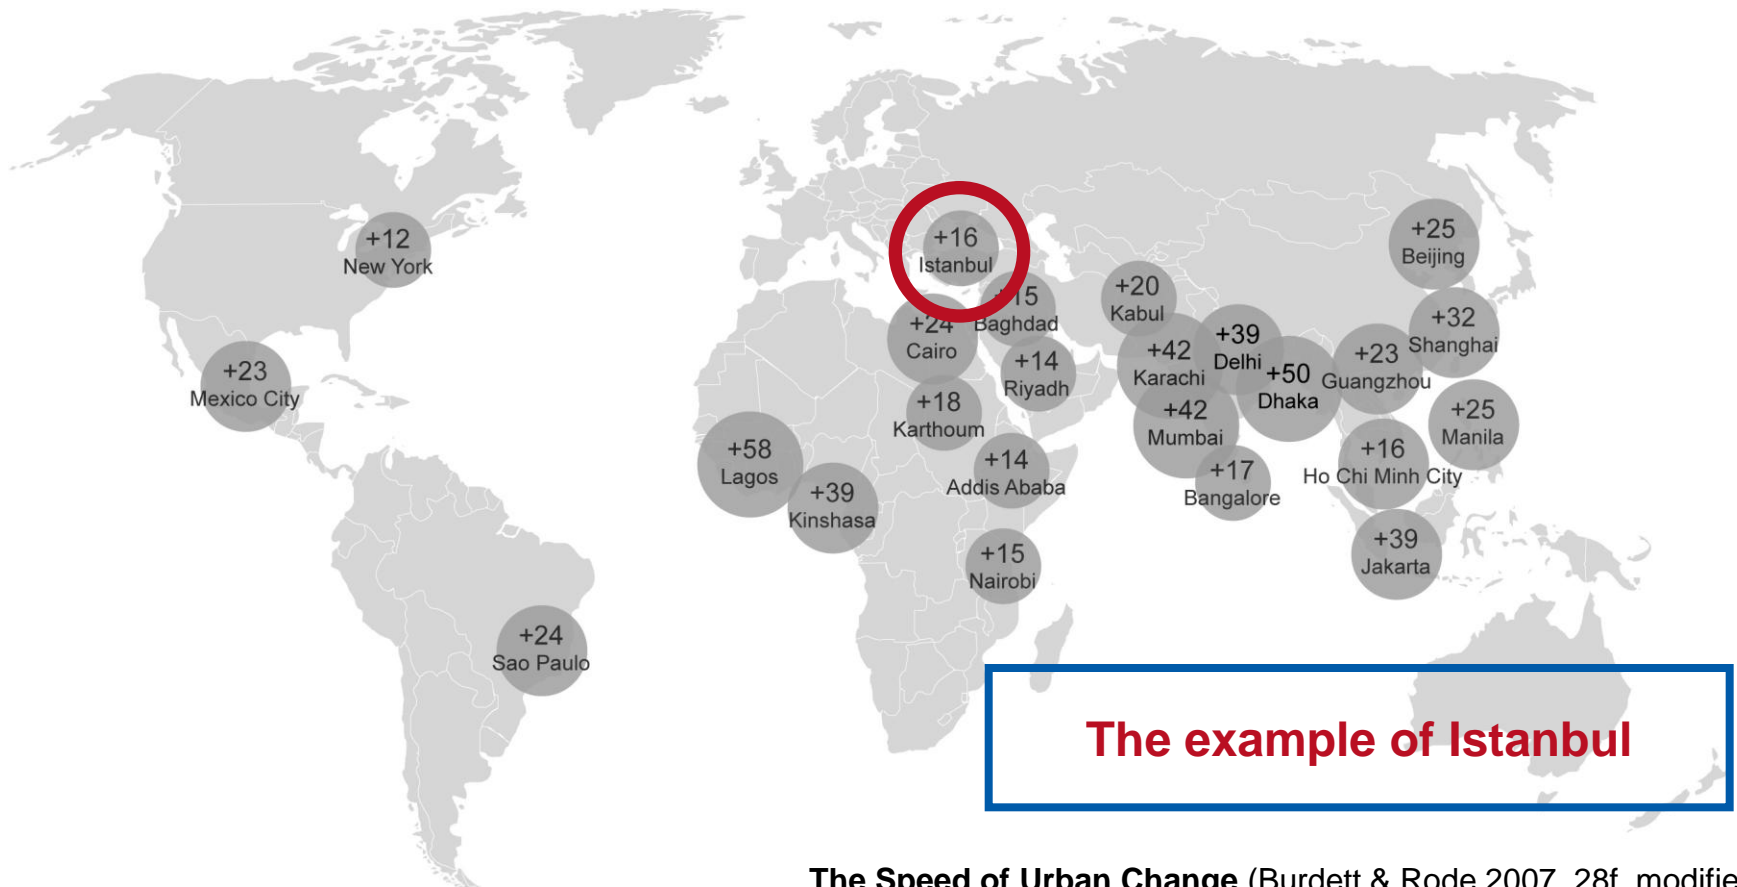 +12
New York
+23
Mexico City
+24
Sao Paulo
+16
Istanbul
+15
Baghdad
+24
Cairo
+14
Riyadh
+18
Karthoum
+14
Addis Ababa
+58
Lagos
+39
Kinshasa
+15
Nairobi
+20
Kabul
+42
Karachi
+39
Delhi
+50
Dhaka
+42
Mumbai
+17
Bangalore
+25
Beijing
+32
Shanghai
+23
Guangzhou
+25
Manila
+16
Ho Chi Minh City
+39
Jakarta
The example of Istanbul
The Speed of Urban Change (Burdett & Rode 2007, 28f, modifie